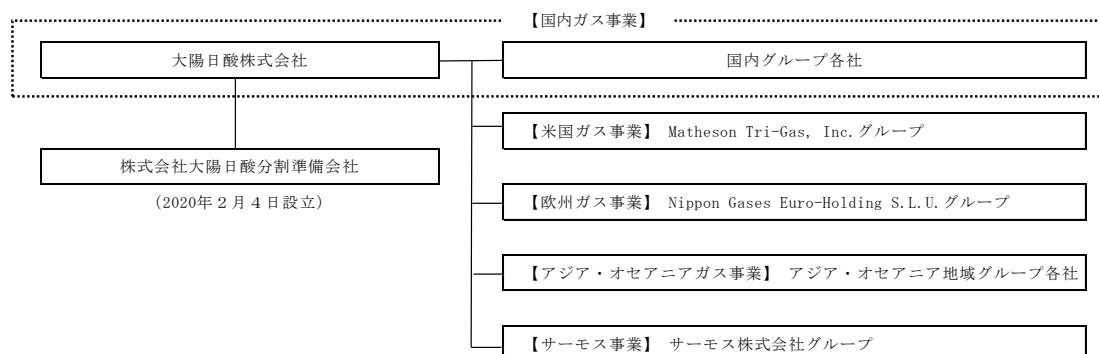 【国内ガス事業】
大陽日酸株式会社
国内グループ各社
【米国ガス事業】 Matheson Tri-Gas, Inc.グループ
株式会社大陽日酸分割準備会社
(2020年２月４日設立)
【欧州ガス事業】 Nippon Gases Euro-Holding S.L.U.グループ
【アジア・オセアニアガス事業】 アジア・オセアニア地域グループ各社
【サーモス事業】 サーモス株式会社グループ